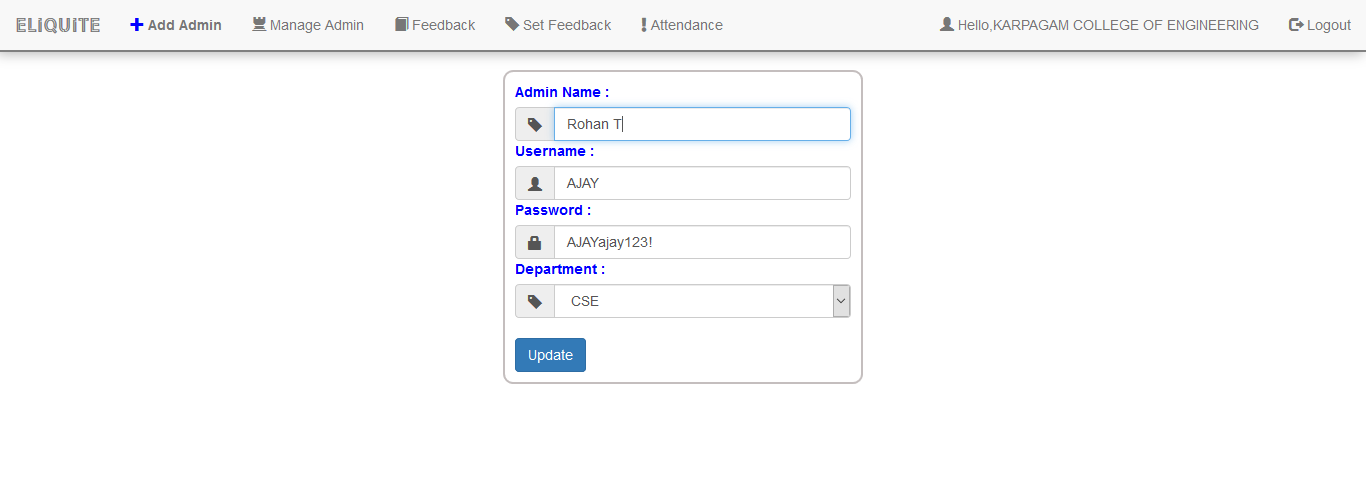 ELiQUiTE Add Admin Manage Admin Feedback Set Feedback Attendance Hello,KARPAGAM COLLEGE OF ENGINEERING Logout
Admin Name :
Rohan T
Username :
AJAY
Password :
AJAYajay123!
Department :
CSE
Update